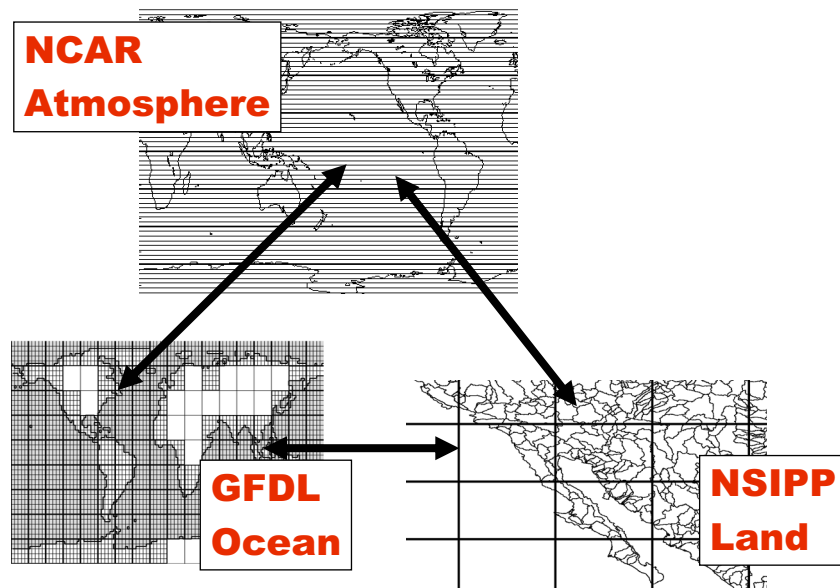 NCAR
Atmosphere
GFDL
Ocean
NSIPP
Land